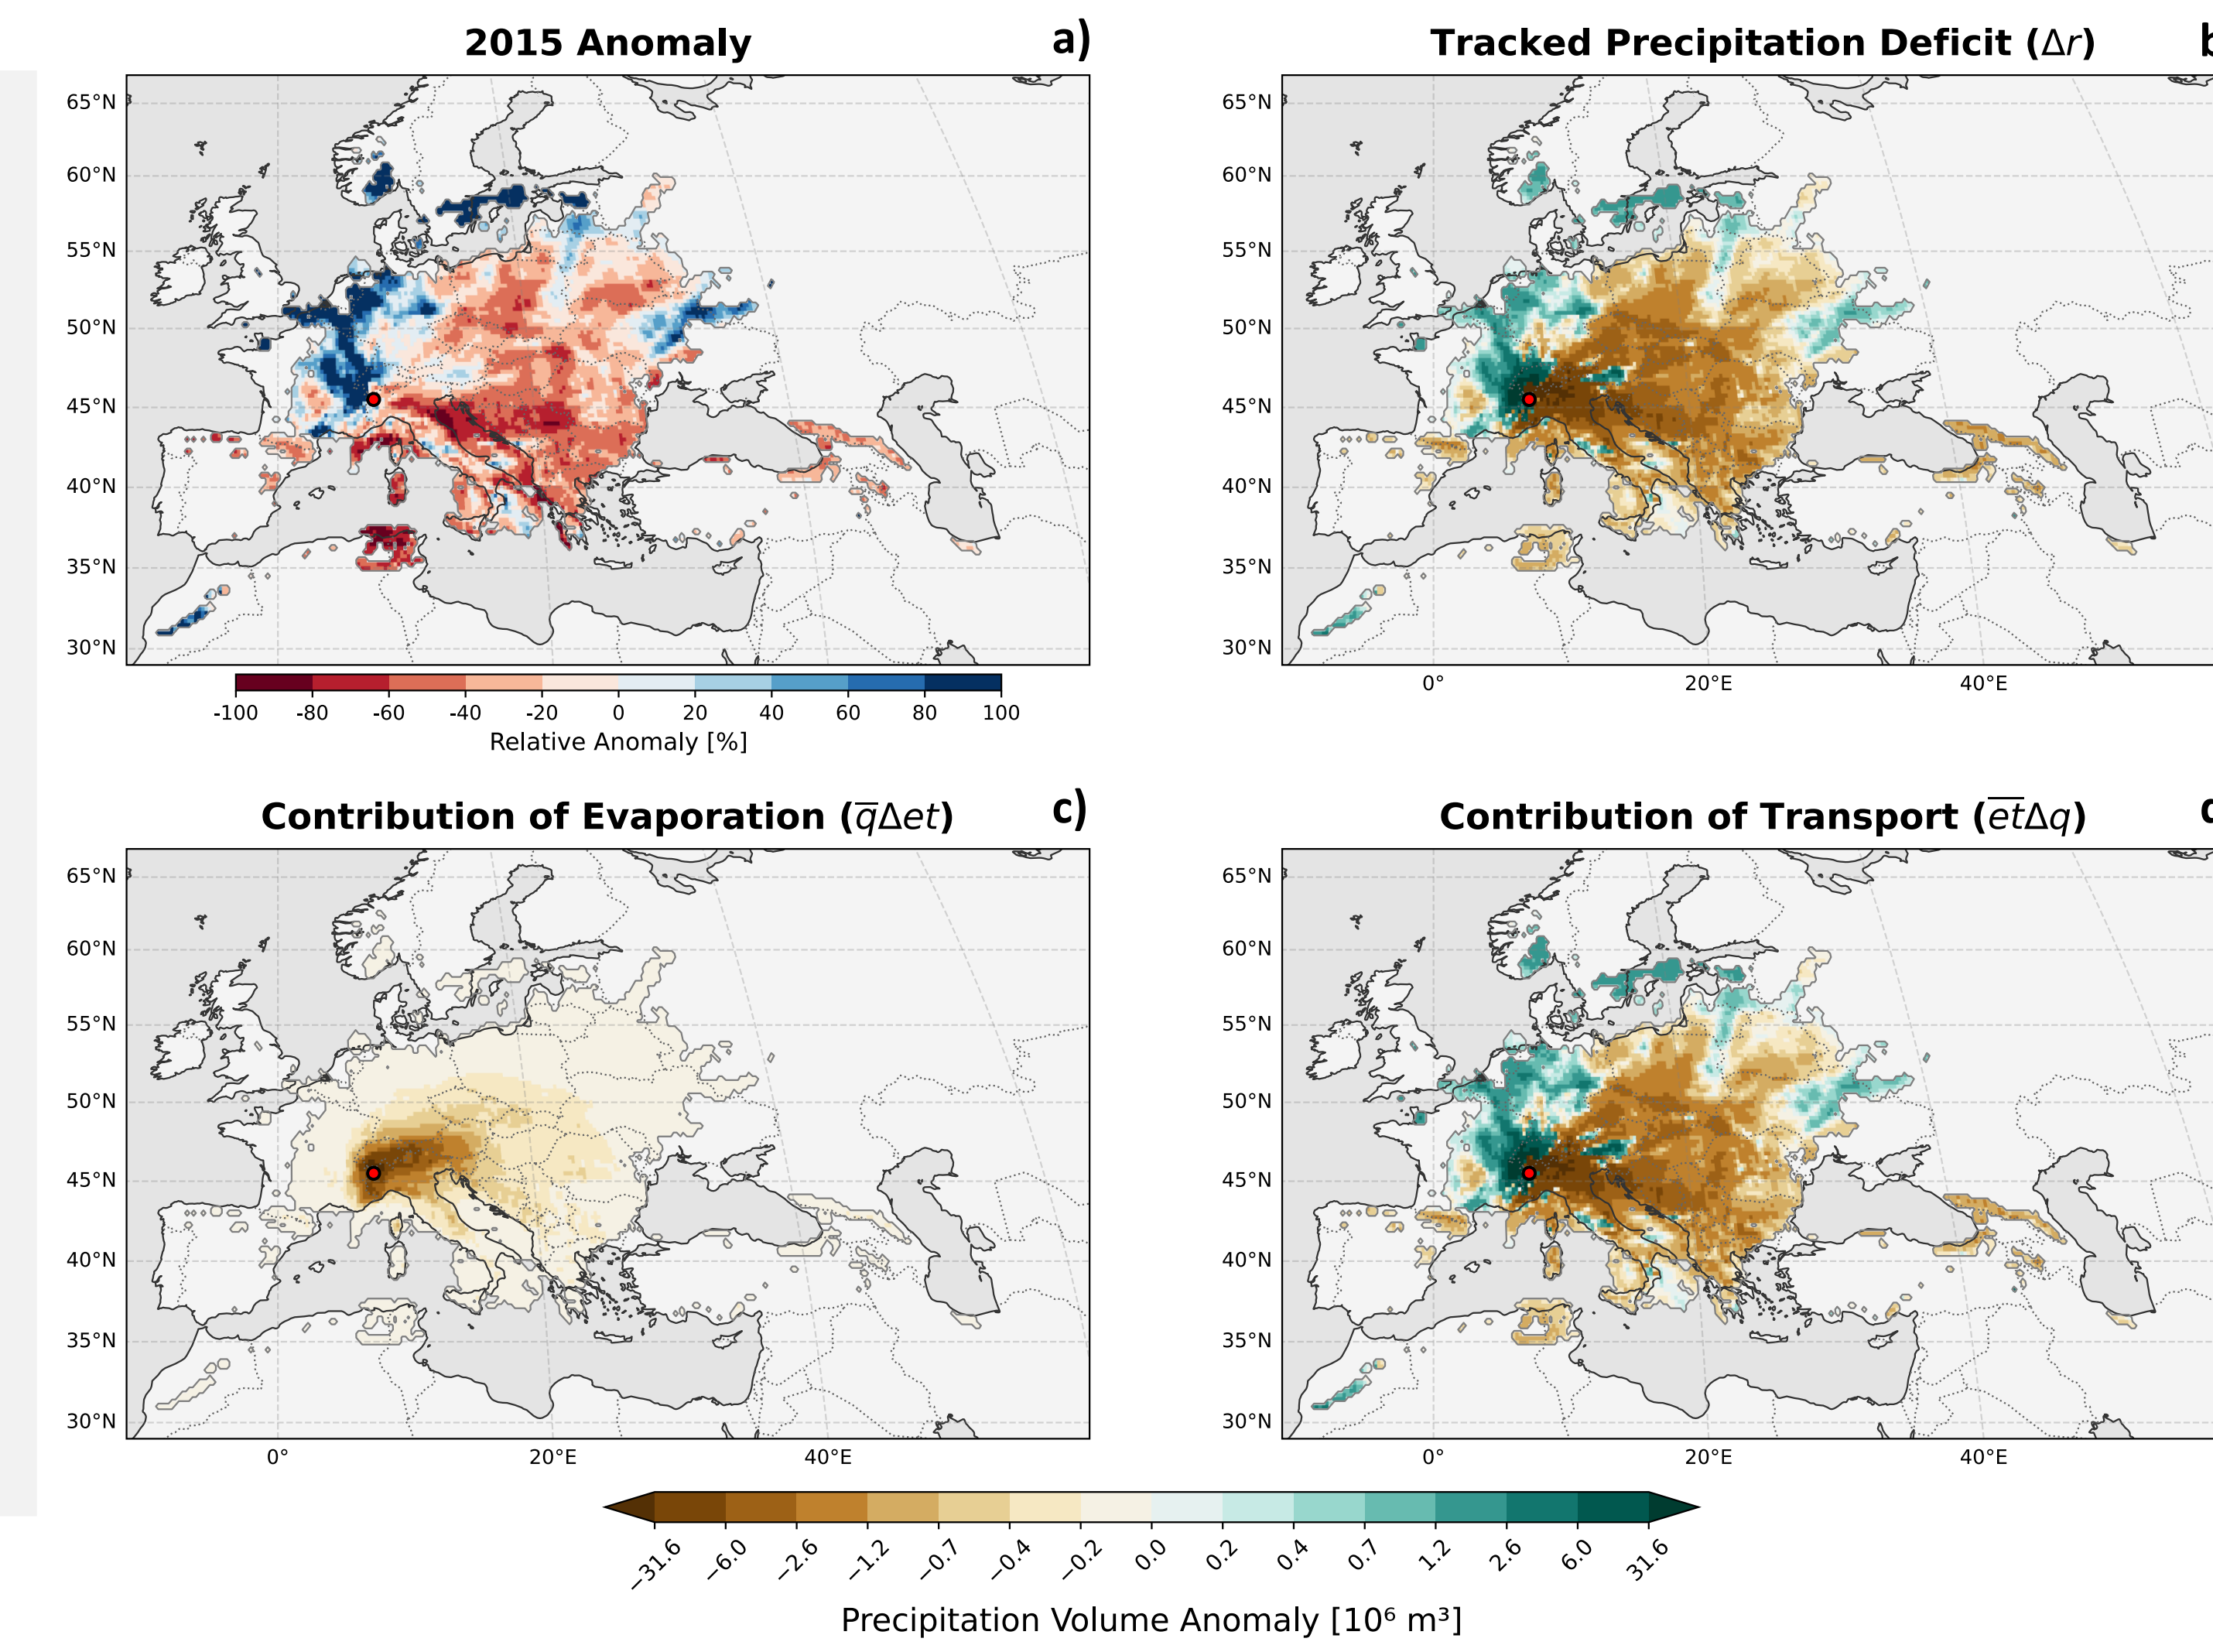 2015 Anomaly
a)
65°N
60°N
55°N
50°N
45°N
40°N
35°N
30°N
-100 -80 -60 -40 -20 0 20 40 60 80 100
Relative Anomaly [%]
Tracked Precipitation Deficit (Δr)
65°N
60°N
55°N
50°N
45°N
40°N
35°N
30°N
0° 20°E 40°E
Contribution of Evaporation (q̅Δet)
c)
65°N
60°N
55°N
50°N
45°N
40°N
35°N
30°N
0° 20°E 40°E
Contribution of Transport (e̅t̅Δq)
65°N
60°N
55°N
50°N
45°N
40°N
35°N
30°N
0° 20°E 40°E
−31.6 −6.0 −2.6 −1.2 −0.7 −0.4 −0.2 0.0 0.2 0.4 0.7 1.2 2.6 6.0 31.6
Precipitation Volume Anomaly [10⁶ m³]